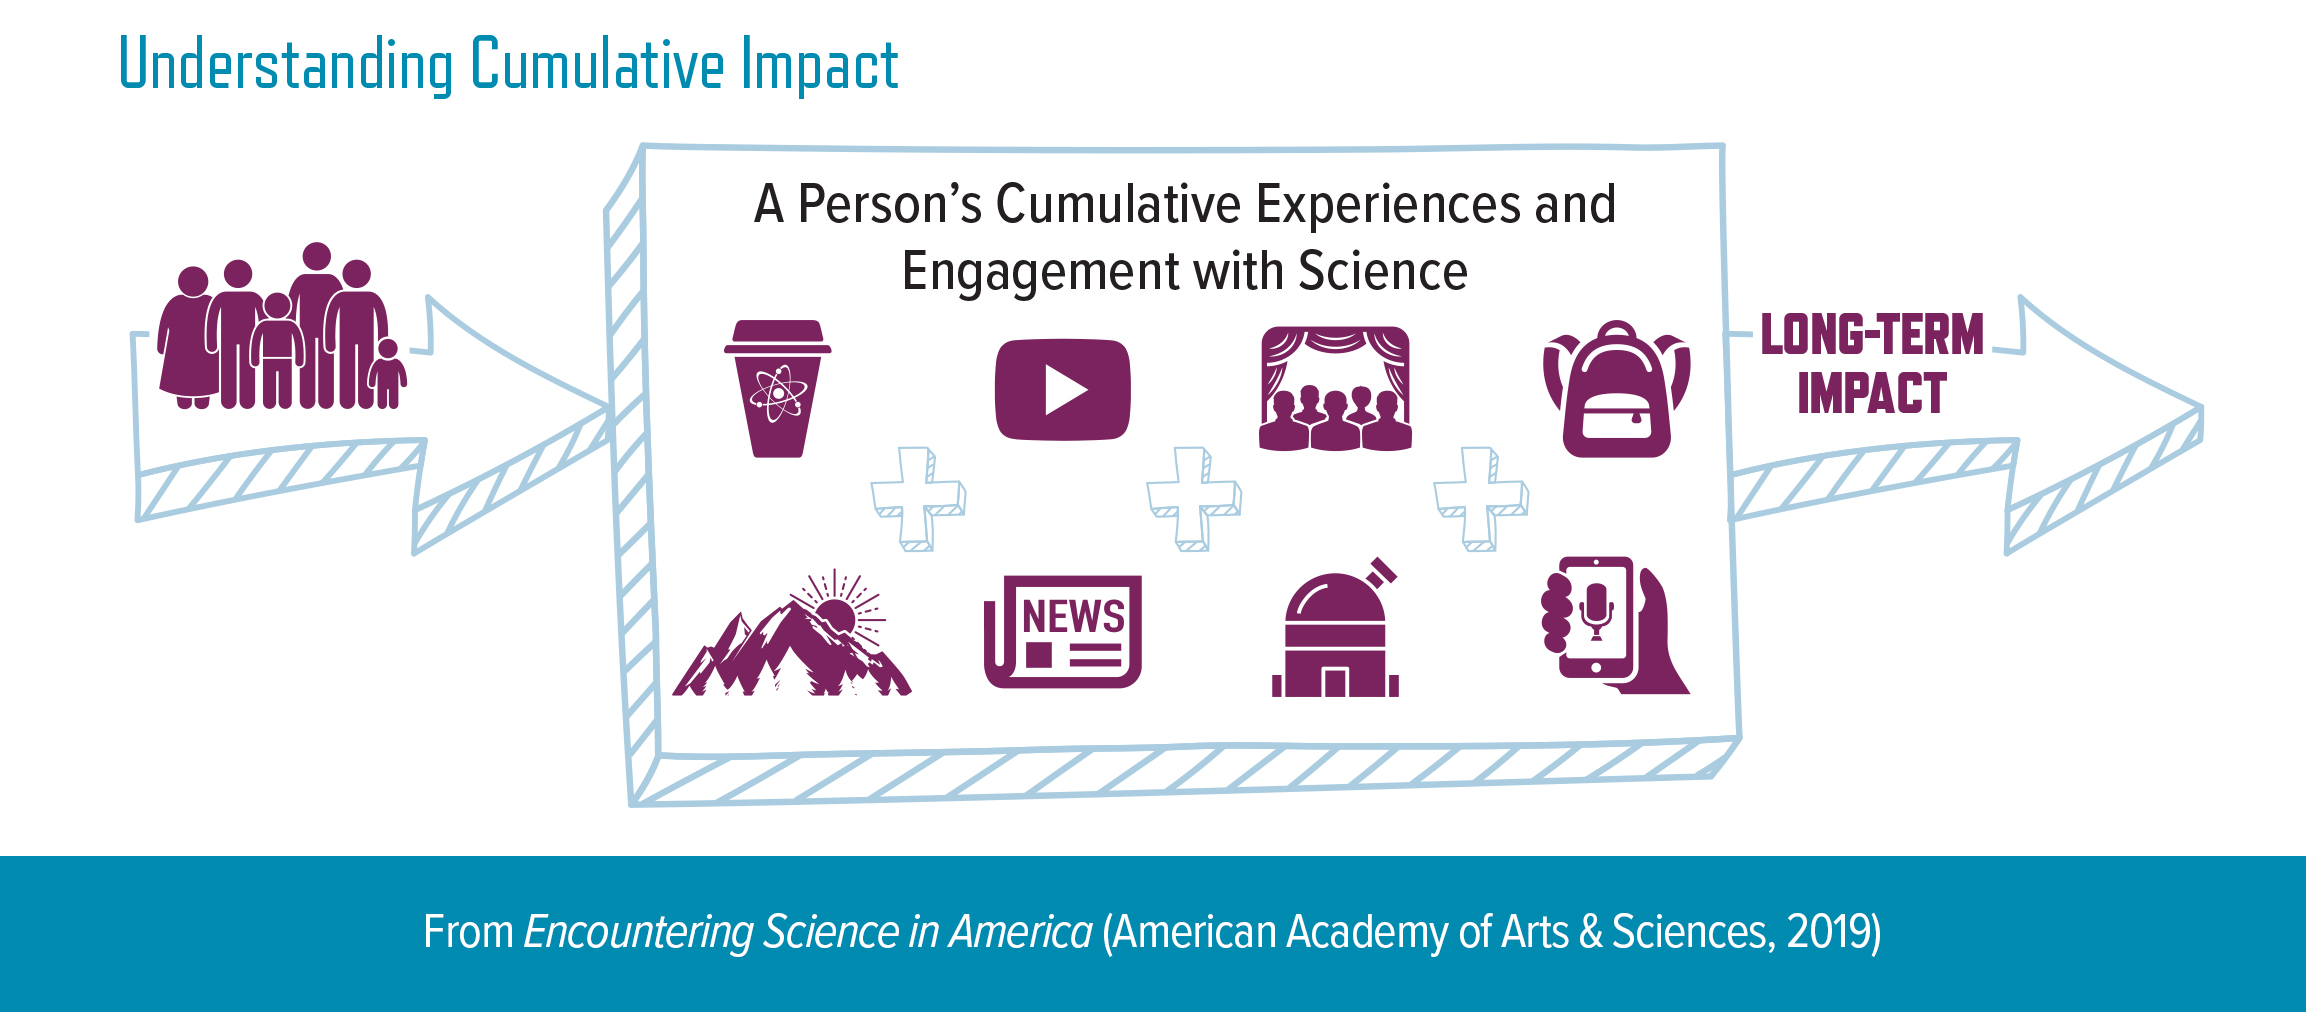 Understanding Cumulative Impact
A Person’s Cumulative Experiences and
Engagement with Science
LONG-TERM
IMPACT
NEWS
From Encountering Science in America (American Academy of Arts & Sciences, 2019)